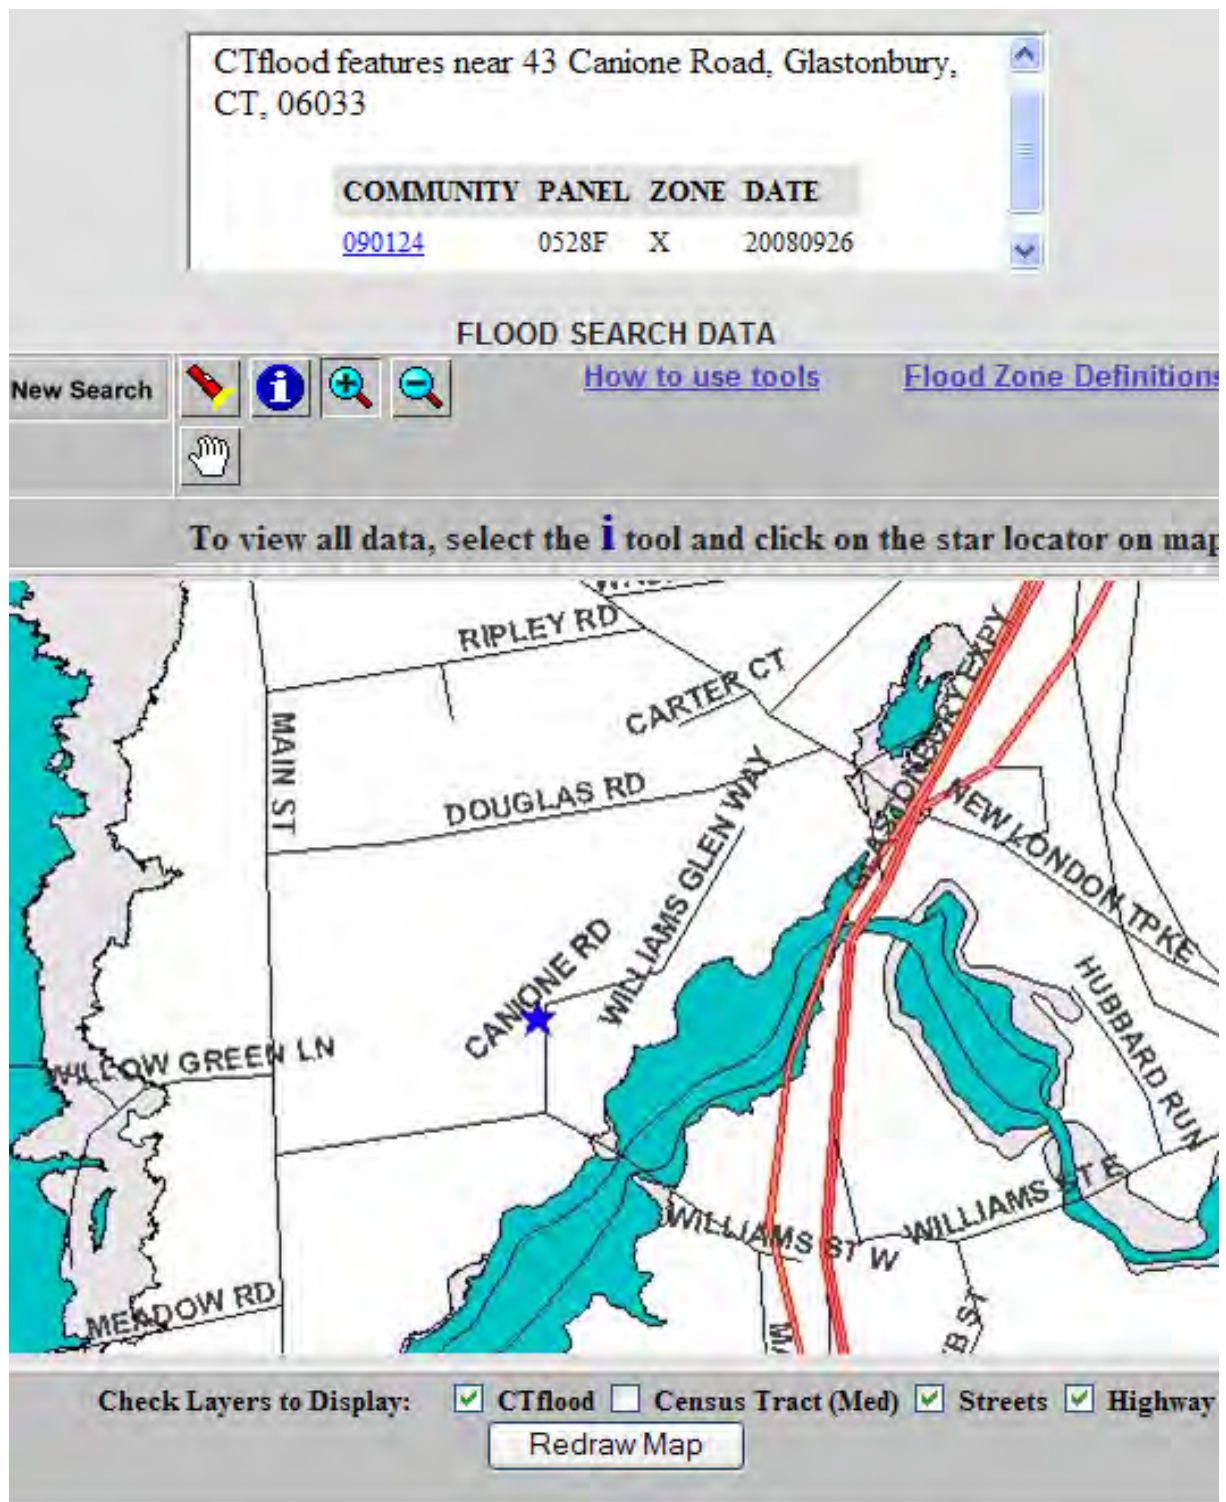 CTflood features near 43 Canione Road, Glastonbury,
CT, 06033
COMMUNITY PANEL ZONE DATE
090124 0528F X 20080926
FLOOD SEARCH DATA
New Search
How to use tools
Flood Zone Definitions
To view all data, select the i tool and click on the star locator on map
RIPLEY RD
CARTER CT
MAIN ST
DOUGLAS RD
WILLIAMS GLEN WAY
GLASTONBURY EXPY
NEW LONDON TPKE
CANIONE RD
HUBBARD RUN
WILLOW GREEN LN
WILLIAMS ST E
WILLIAMS ST W
MEADOW RD
B ST
Check Layers to Display: CTflood Census Tract (Med) Streets Highway
Redraw Map